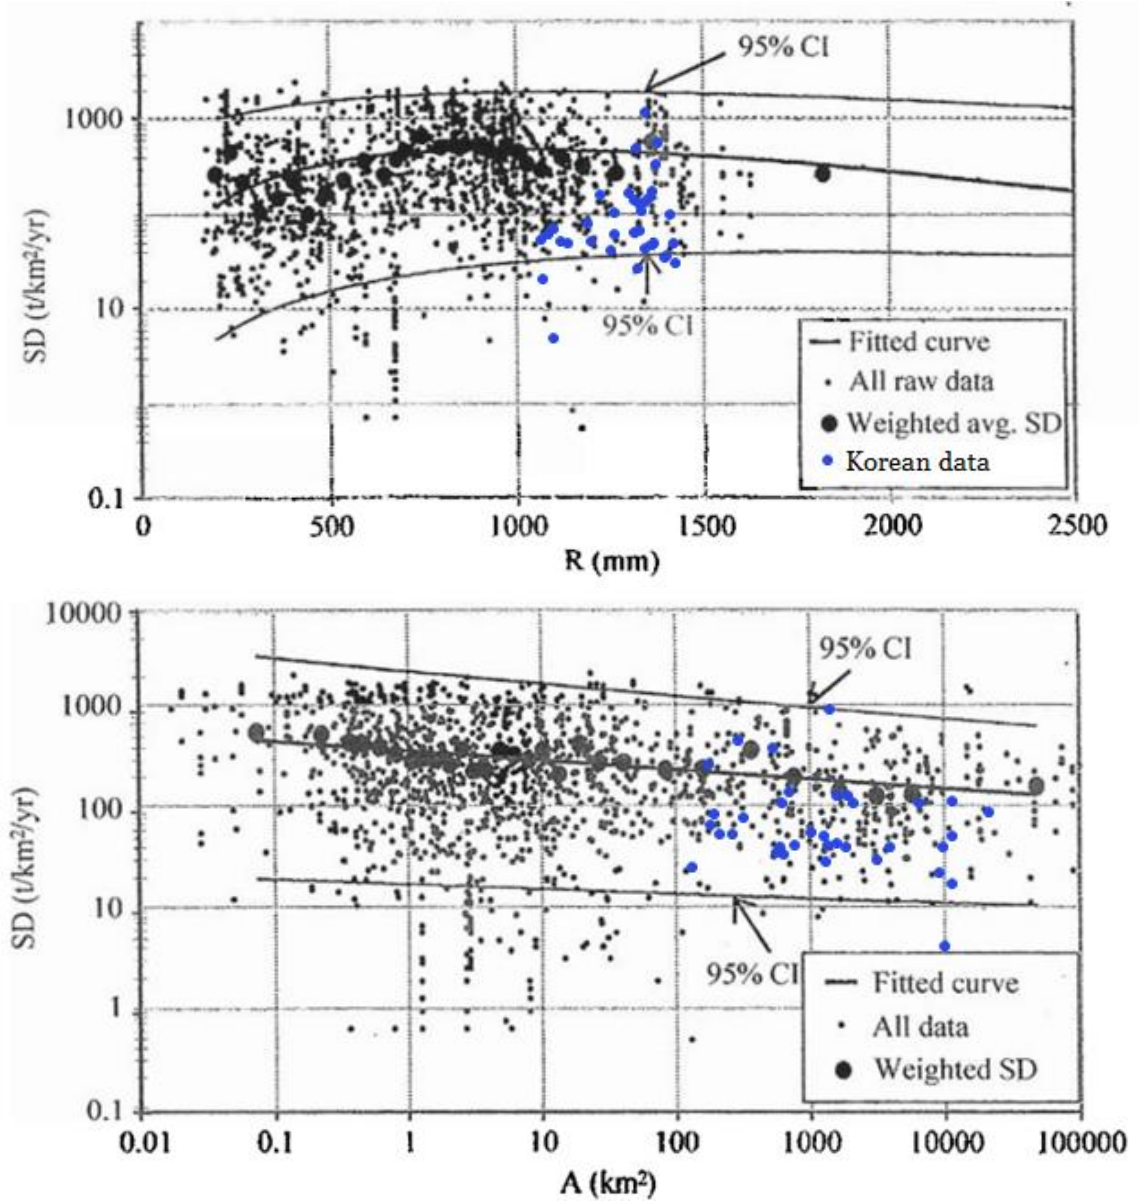 95% CI
1000
10
0.1
SD (t/km²/yr)
95% CI
Fitted curve
All raw data
Weighted avg. SD
Korean data
0 500 1000 1500 2000 2500
R (mm)
10000
1000
100
10
1
0.1
SD (t/km²/yr)
95% CI
95% CI
Fitted curve
All data
Weighted SD
0.01 0.1 1 10 100 1000 10000 100000
A (km²)